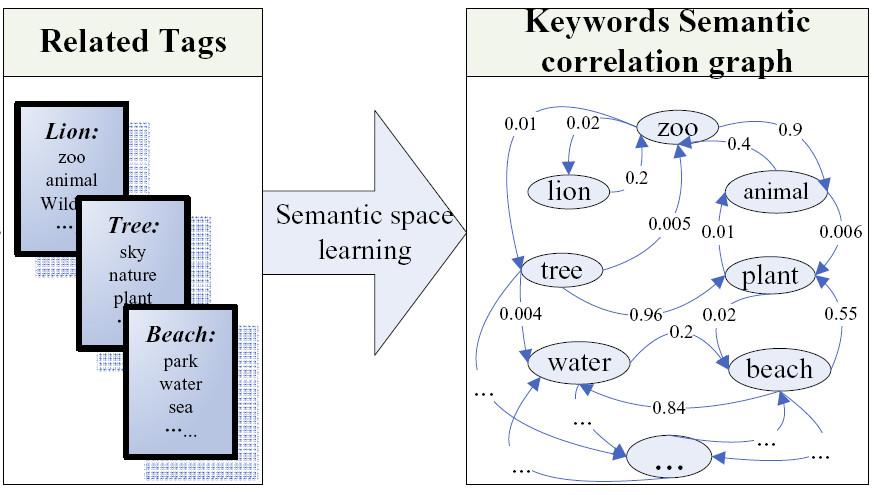 Related Tags
Lion:
zoo
animal
...
Tree:
sky
nature
plant
Beach:
park
water
sea
......
Semantic space
learning
Keywords Semantic
correlation graph
0.01
0.02
zoo
0.9
0.4
lion
0.2
animal
0.005
0.01
0.006
tree
plant
0.004
0.96
0.02
0.55
0.2
water
beach
...
0.84
...
...
...
...
...